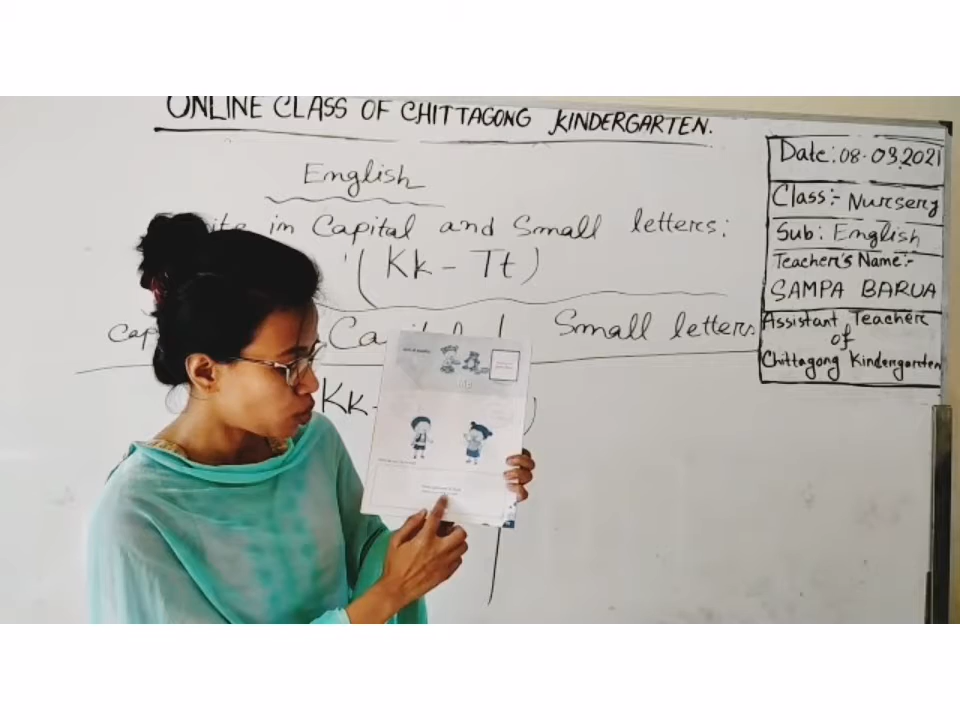 ONLINE CLASS OF CHITTAGONG KINDERGARTEN.
English
in Capital and Small letters:
(Kk - Tt)
Small letters
Kk-
Date: 08.03.2021
Class:- Nursery
Sub: English
Teacher's Name:-
SAMPA BARUA
Assistant Teacher
of
Chittagong Kindergarten